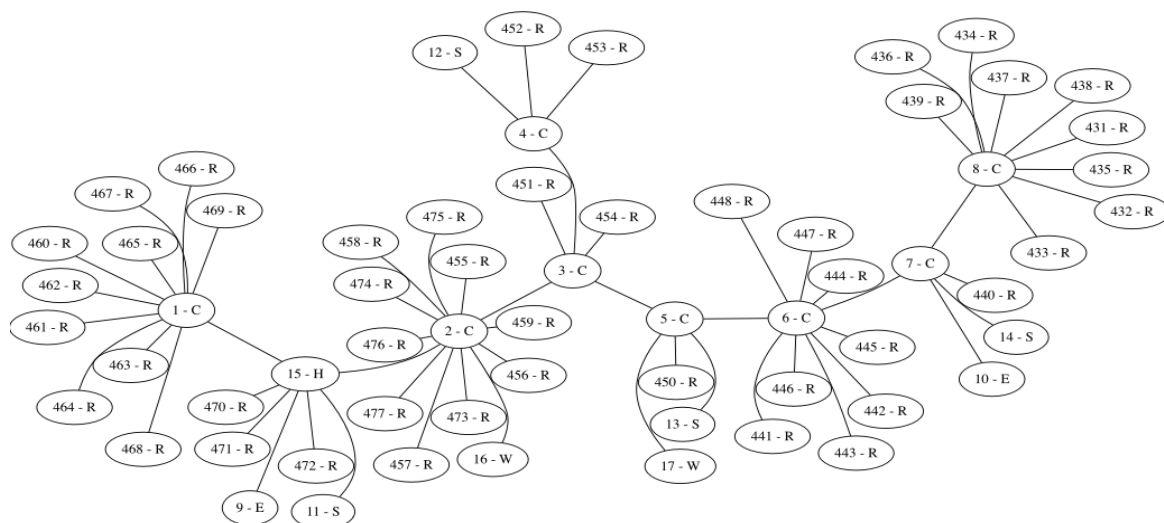 452 - R
434 - R
453 - R
12 - S
436 - R
437 - R
438 - R
439 - R
4 - C
431 - R
466 - R
8 - C
435 - R
451 - R
467 - R
448 - R
469 - R
432 - R
475 - R
454 - R
447 - R
460 - R
465 - R
458 - R
433 - R
455 - R
7 - C
3 - C
444 - R
462 - R
474 - R
440 - R
1 - C
5 - C
6 - C
459 - R
461 - R
2 - C
14 - S
476 - R
445 - R
463 - R
15 - H
456 - R
10 - E
450 - R
446 - R
464 - R
470 - R
477 - R
473 - R
442 - R
13 - S
441 - R
468 - R
471 - R
443 - R
16 - W
457 - R
472 - R
17 - W
9 - E
11 - S